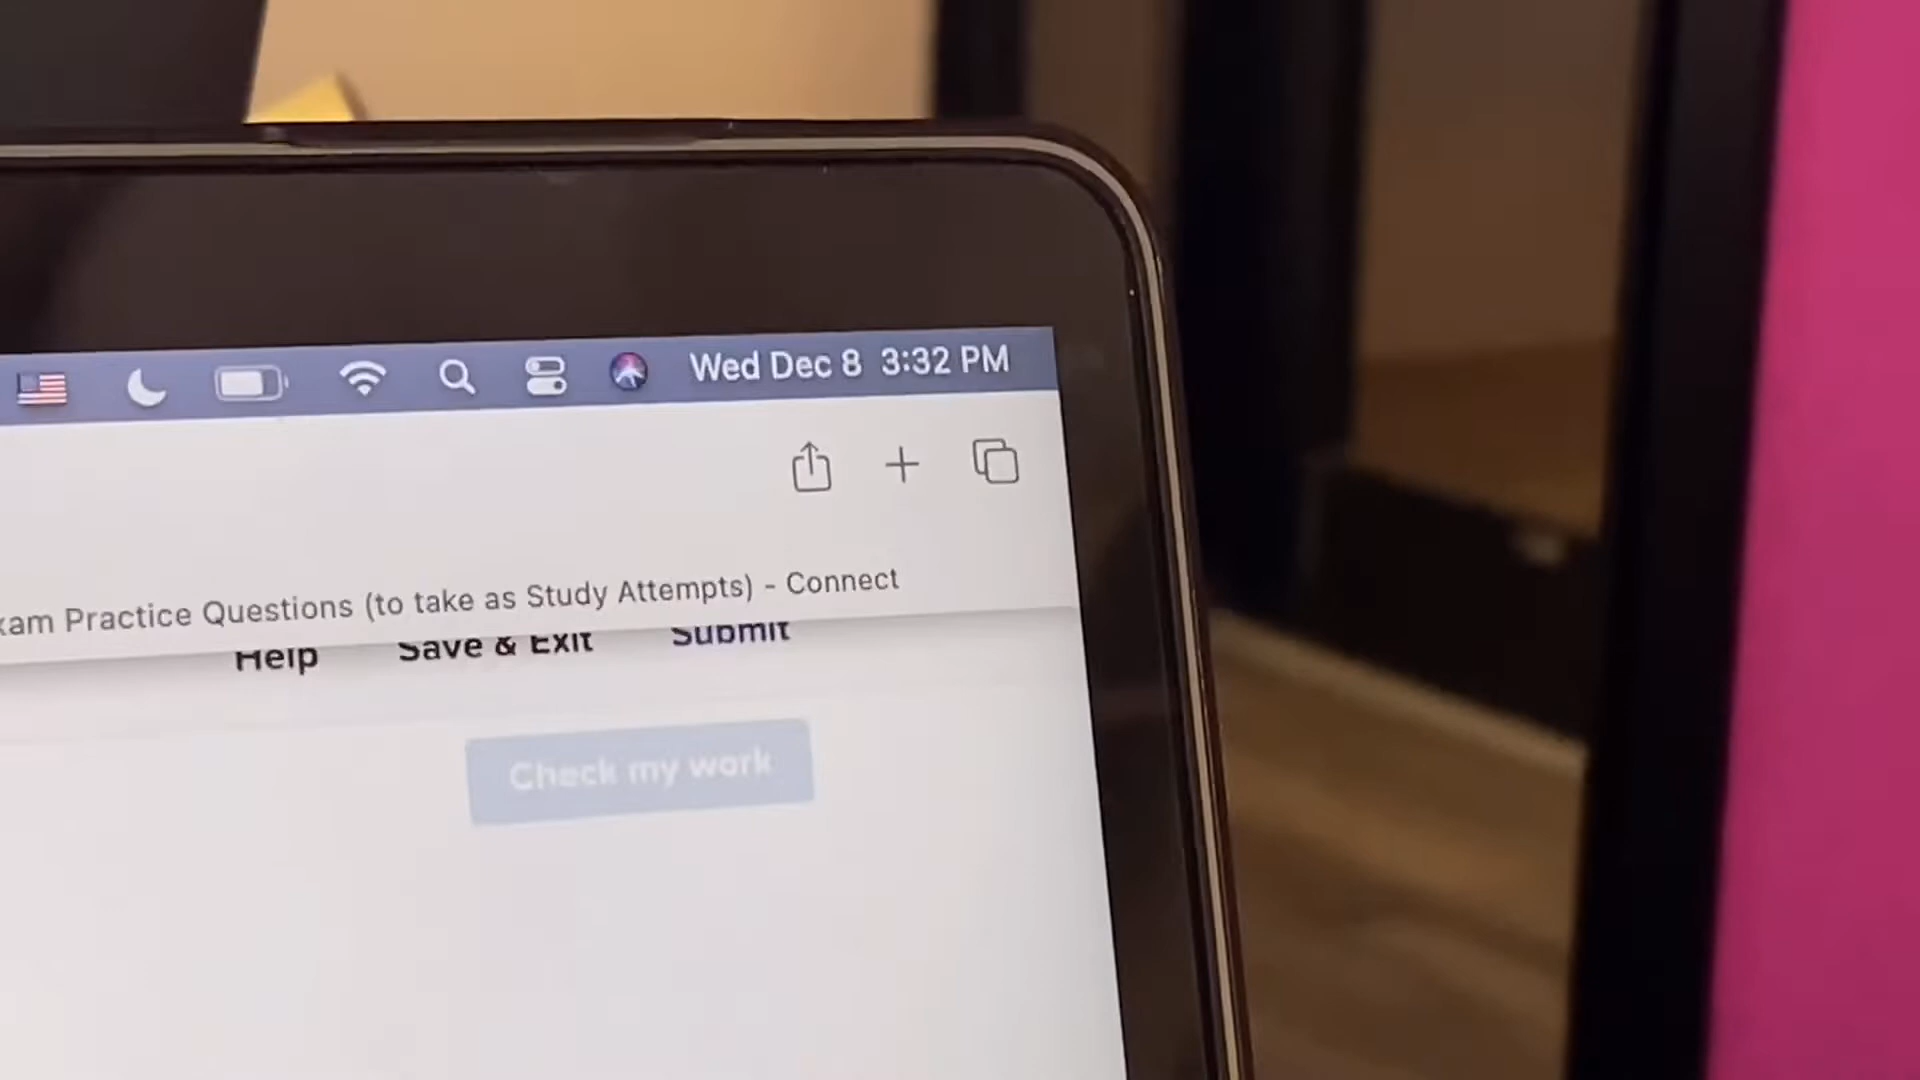 Wed Dec 8 3:32 PM
xam Practice Questions (to take as Study Attempts) - Connect
Help Save & Exit Submit
Check my work